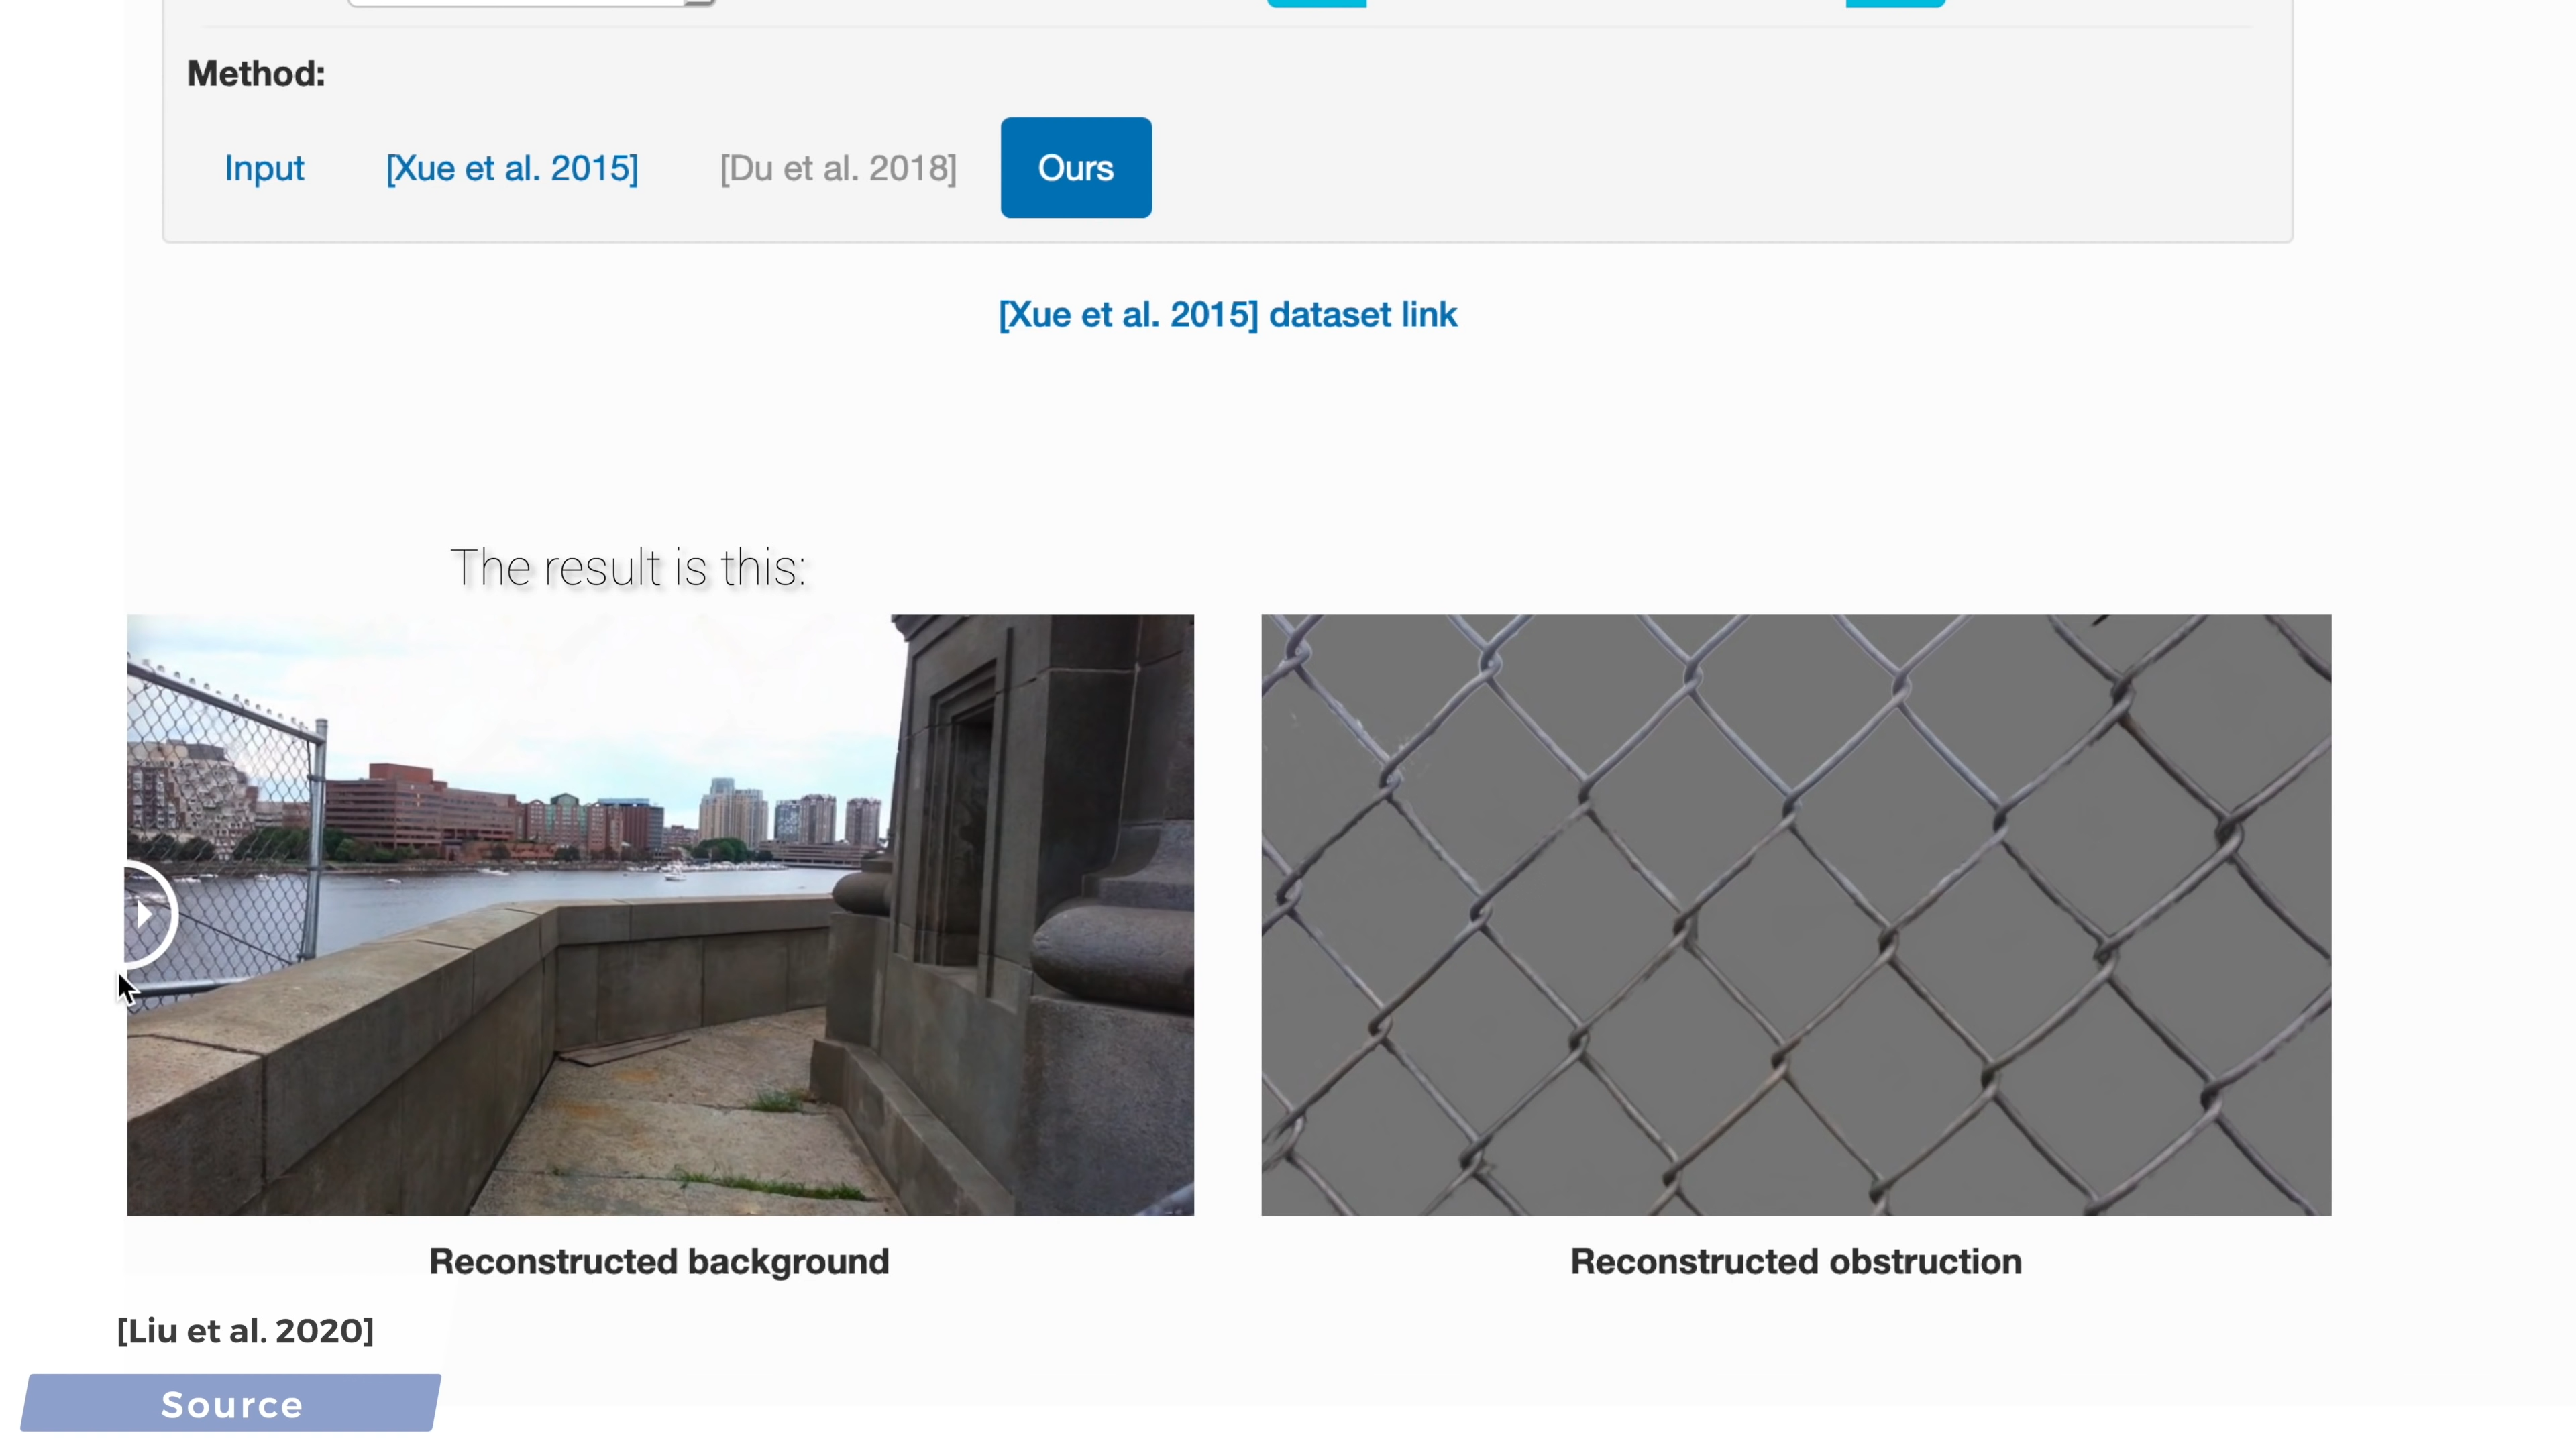 Method:
Input [Xue et al. 2015] [Du et al. 2018] Ours
[Xue et al. 2015] dataset link
The result is this:
Reconstructed background Reconstructed obstruction
[Liu et al. 2020]
Source